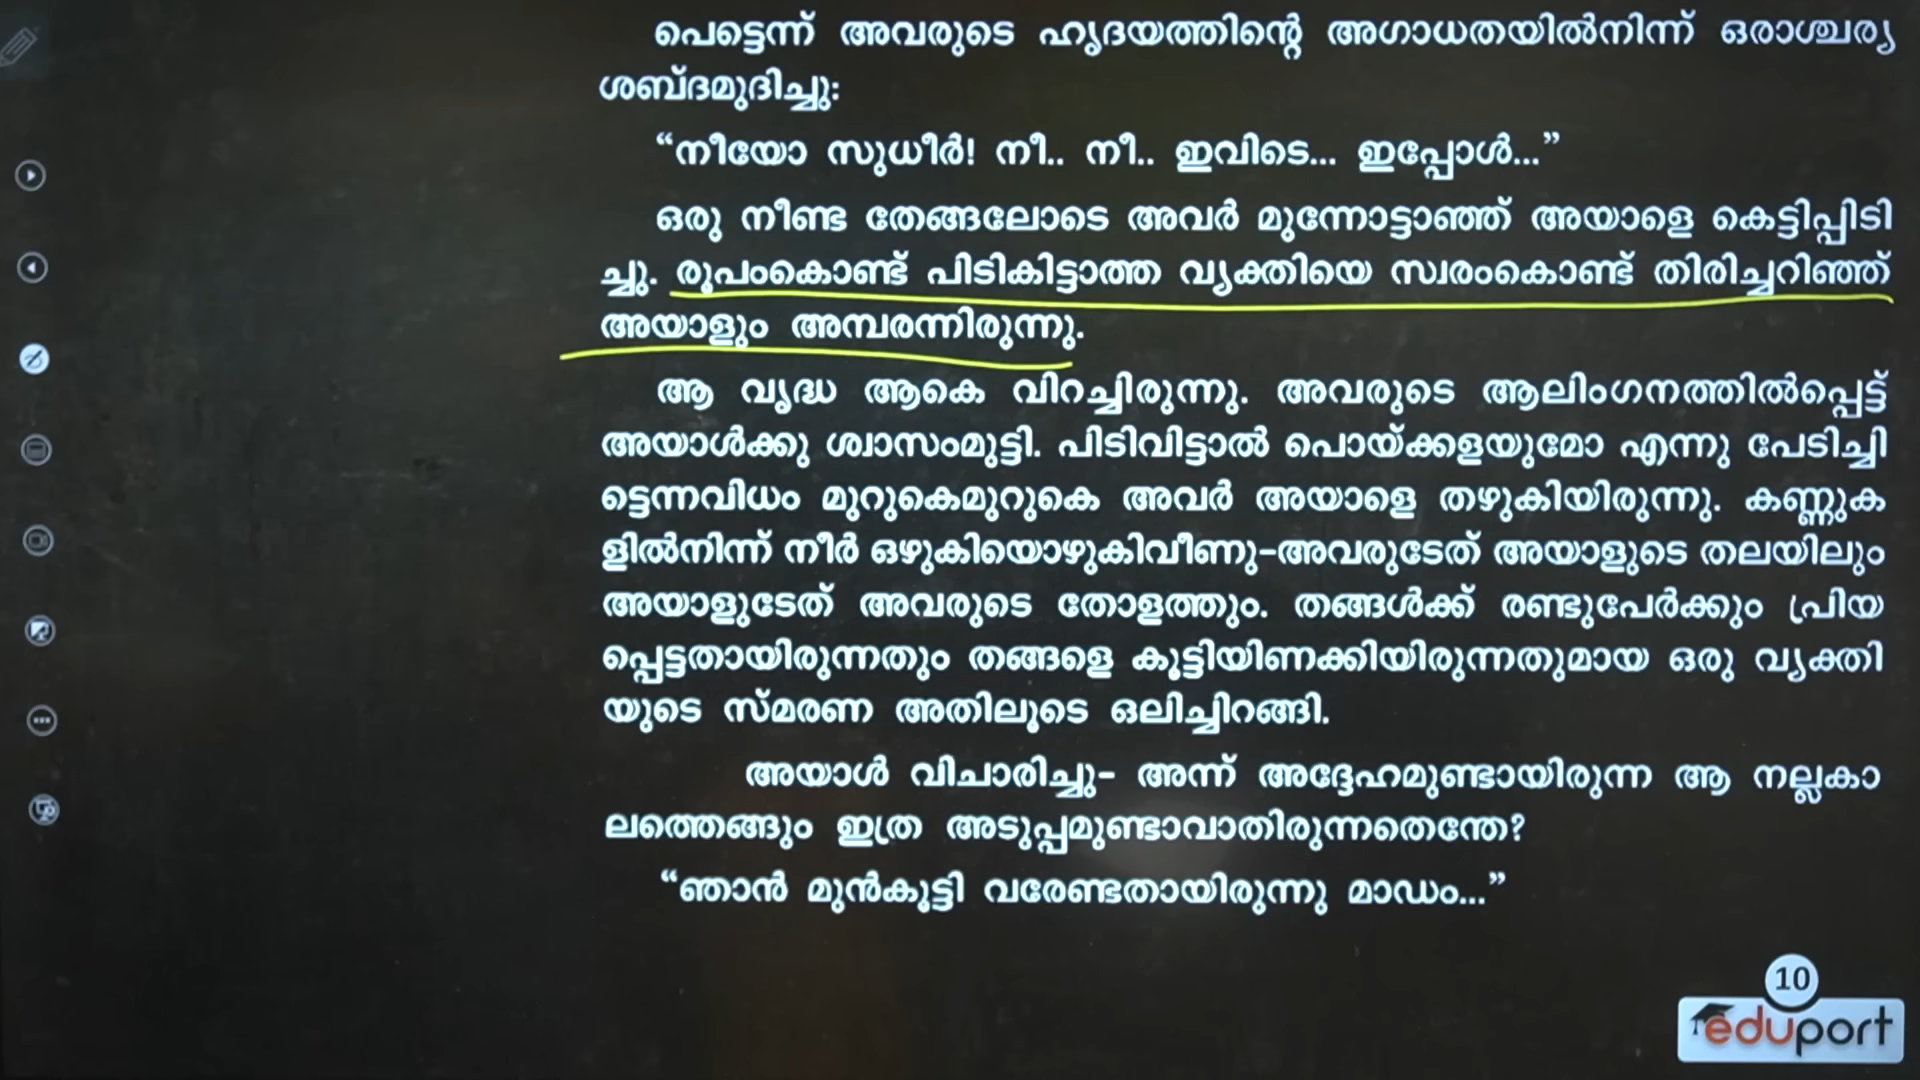 പെട്ടെന്ന് അവരുടെ ഹൃദയത്തിന്റെ അഗാധതയിൽനിന്ന് ഒരാശ്ചര്യ
ശബ്ദമുദിച്ചു:
“നീയോ സുധീർ! നീ.. നീ.. ഇവിടെ... ഇപ്പോൾ...”
ഒരു നീണ്ട തേങ്ങലോടെ അവർ മുന്നോട്ടാഞ്ഞ് അയാളെ കെട്ടിപ്പിടി
ച്ചു. രൂപംകൊണ്ട് പിടികിട്ടാത്ത വ്യക്തിയെ സ്വരംകൊണ്ട് തിരിച്ചറിഞ്ഞ്
അയാളും അമ്പരന്നിരുന്നു.
ആ വൃദ്ധ ആകെ വിറച്ചിരുന്നു. അവരുടെ ആലിംഗനത്തിൽപ്പെട്ട്
അയാൾക്കു ശ്വാസംമുട്ടി. പിടിവിട്ടാൽ പൊയ്ക്കളയുമോ എന്നു പേടിച്ചി
ട്ടെന്നവിധം മുറുകെമുറുകെ അവർ അയാളെ തഴുകിയിരുന്നു. കണ്ണുക
ളിൽനിന്ന് നീർ ഒഴുകിയൊഴുകിവീണു-അവരുടേത് അയാളുടെ തലയിലും
അയാളുടേത് അവരുടെ തോളത്തും. തങ്ങൾക്ക് രണ്ടുപേർക്കും പ്രിയ
പ്പെട്ടതായിരുന്നതും തങ്ങളെ കൂട്ടിയിണക്കിയിരുന്നതുമായ ഒരു വ്യക്തി
യുടെ സ്മരണ അതിലൂടെ ഒലിച്ചിറങ്ങി.
അയാൾ വിചാരിച്ചു- അന്ന് അദ്ദേഹമുണ്ടായിരുന്ന ആ നല്ലകാ
ലത്തെങ്ങും ഇത്ര അടുപ്പമുണ്ടാവാതിരുന്നതെന്തേ?
“ഞാൻ മുൻകൂട്ടി വരേണ്ടതായിരുന്നു മാഡം...”
10
eduport